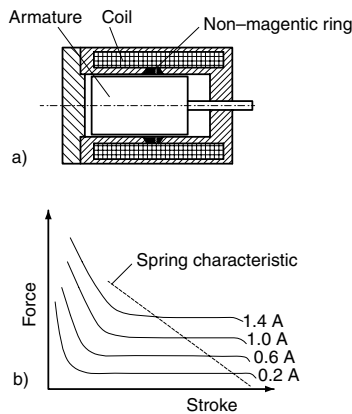 Armature Coil
Non–magentic ring
a)
Spring characteristic
Force
1.4 A
1.0 A
0.6 A
0.2 A
b)
Stroke